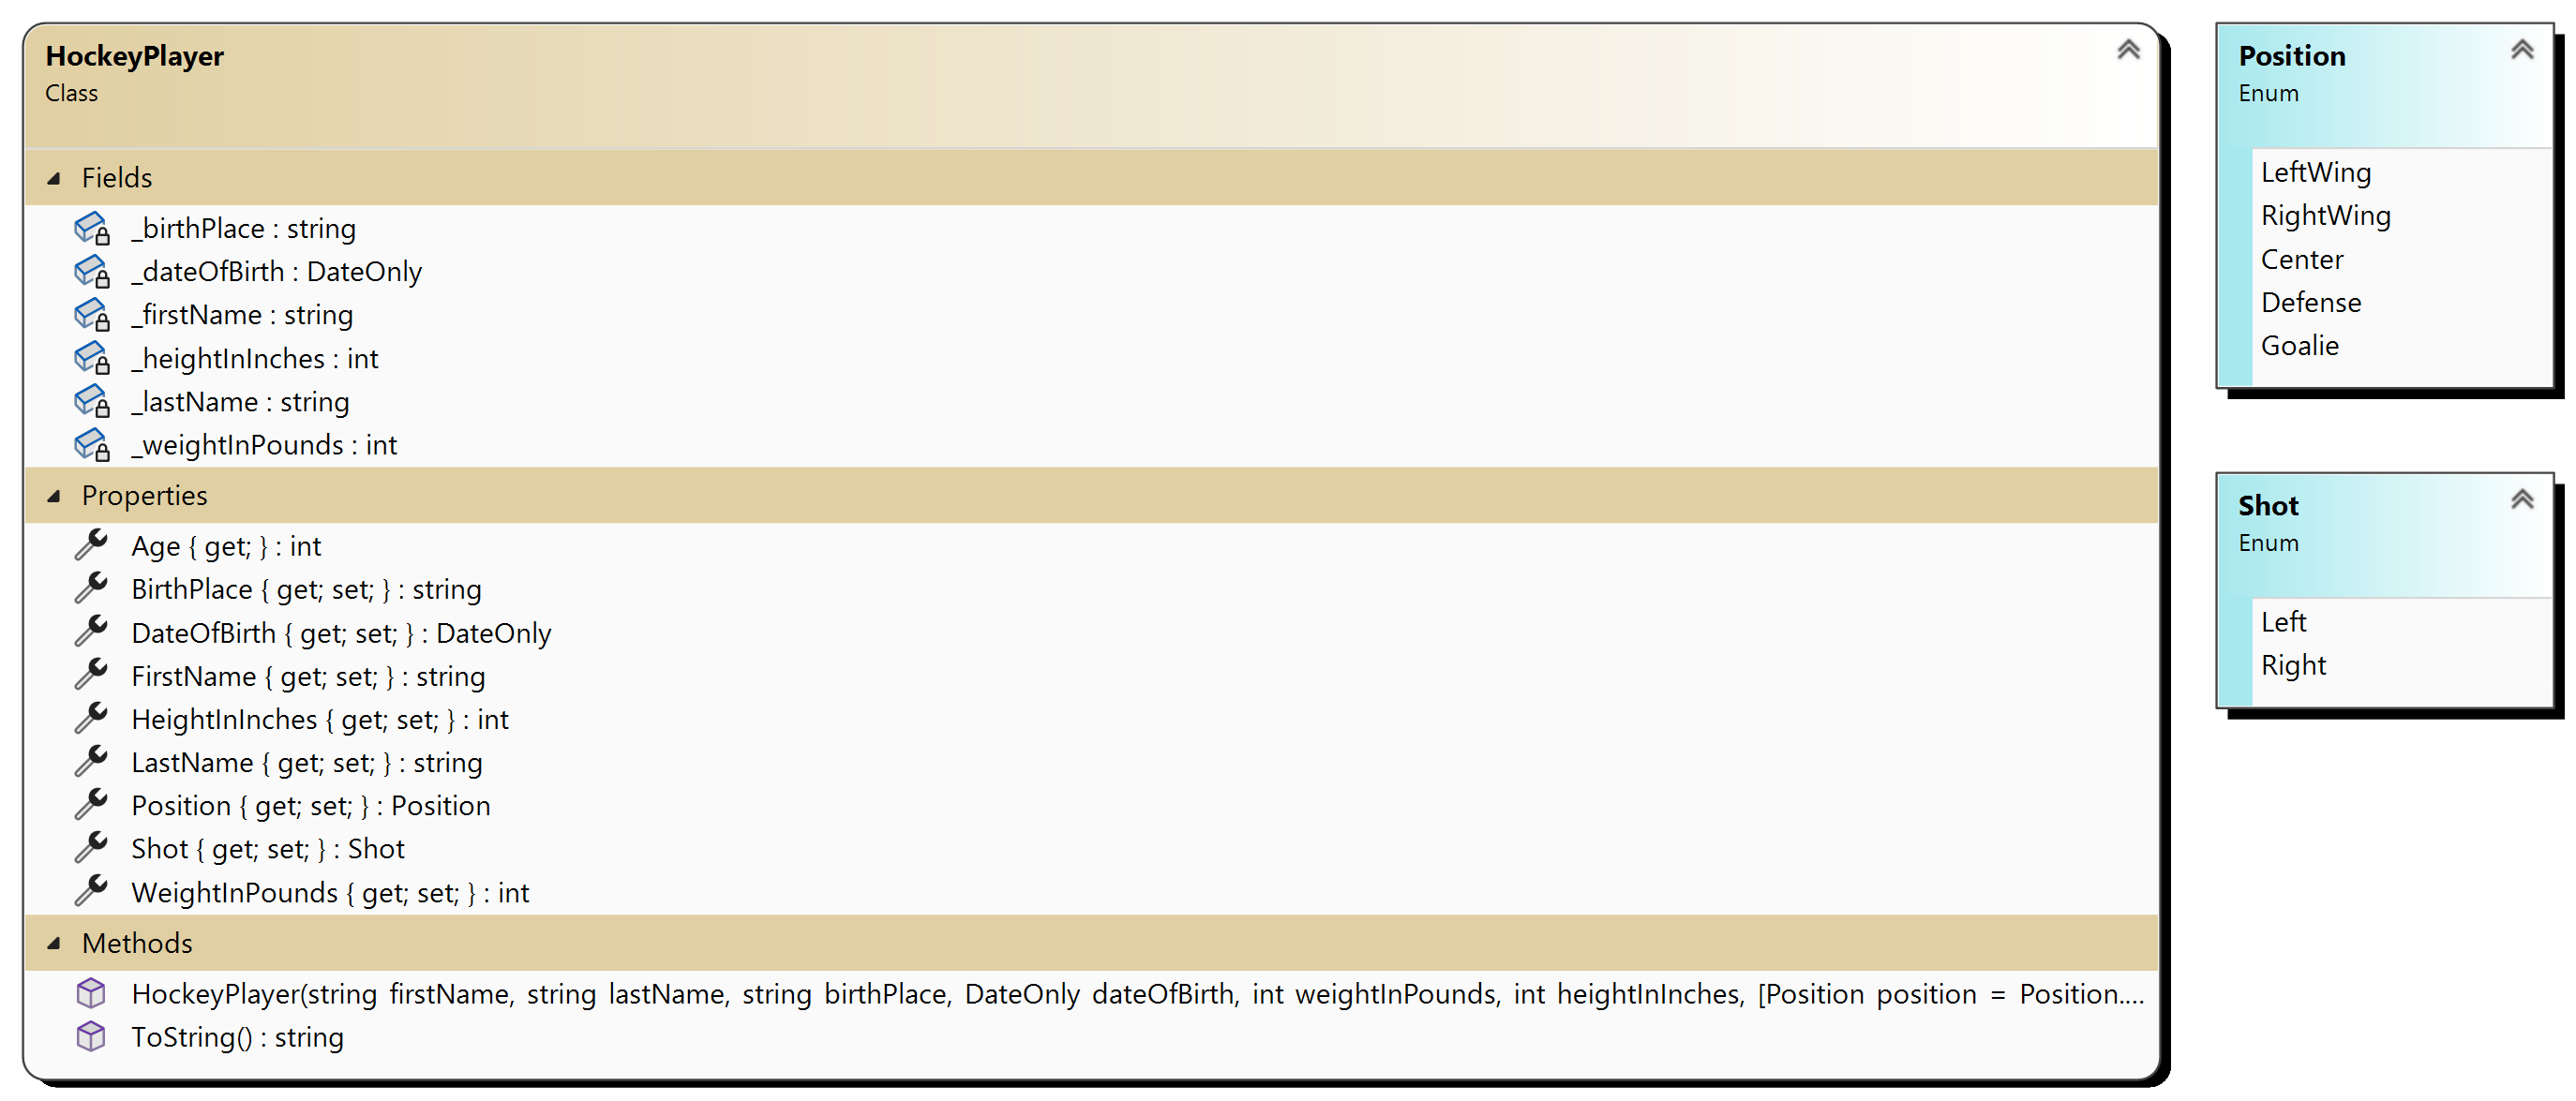 HockeyPlayer
Class
Fields
_birthPlace : string
_dateOfBirth : DateOnly
_firstName : string
_heightInInches : int
_lastName : string
_weightInPounds : int
Properties
Age { get; } : int
BirthPlace { get; set; } : string
DateOfBirth { get; set; } : DateOnly
FirstName { get; set; } : string
HeightInInches { get; set; } : int
LastName { get; set; } : string
Position { get; set; } : Position
Shot { get; set; } : Shot
WeightInPounds { get; set; } : int
Methods
HockeyPlayer(string firstName, string lastName, string birthPlace, DateOnly dateOfBirth, int weightInPounds, int heightInInches, [Position position = Position....
ToString() : string
Position
Enum
LeftWing
RightWing
Center
Defense
Goalie
Shot
Enum
Left
Right